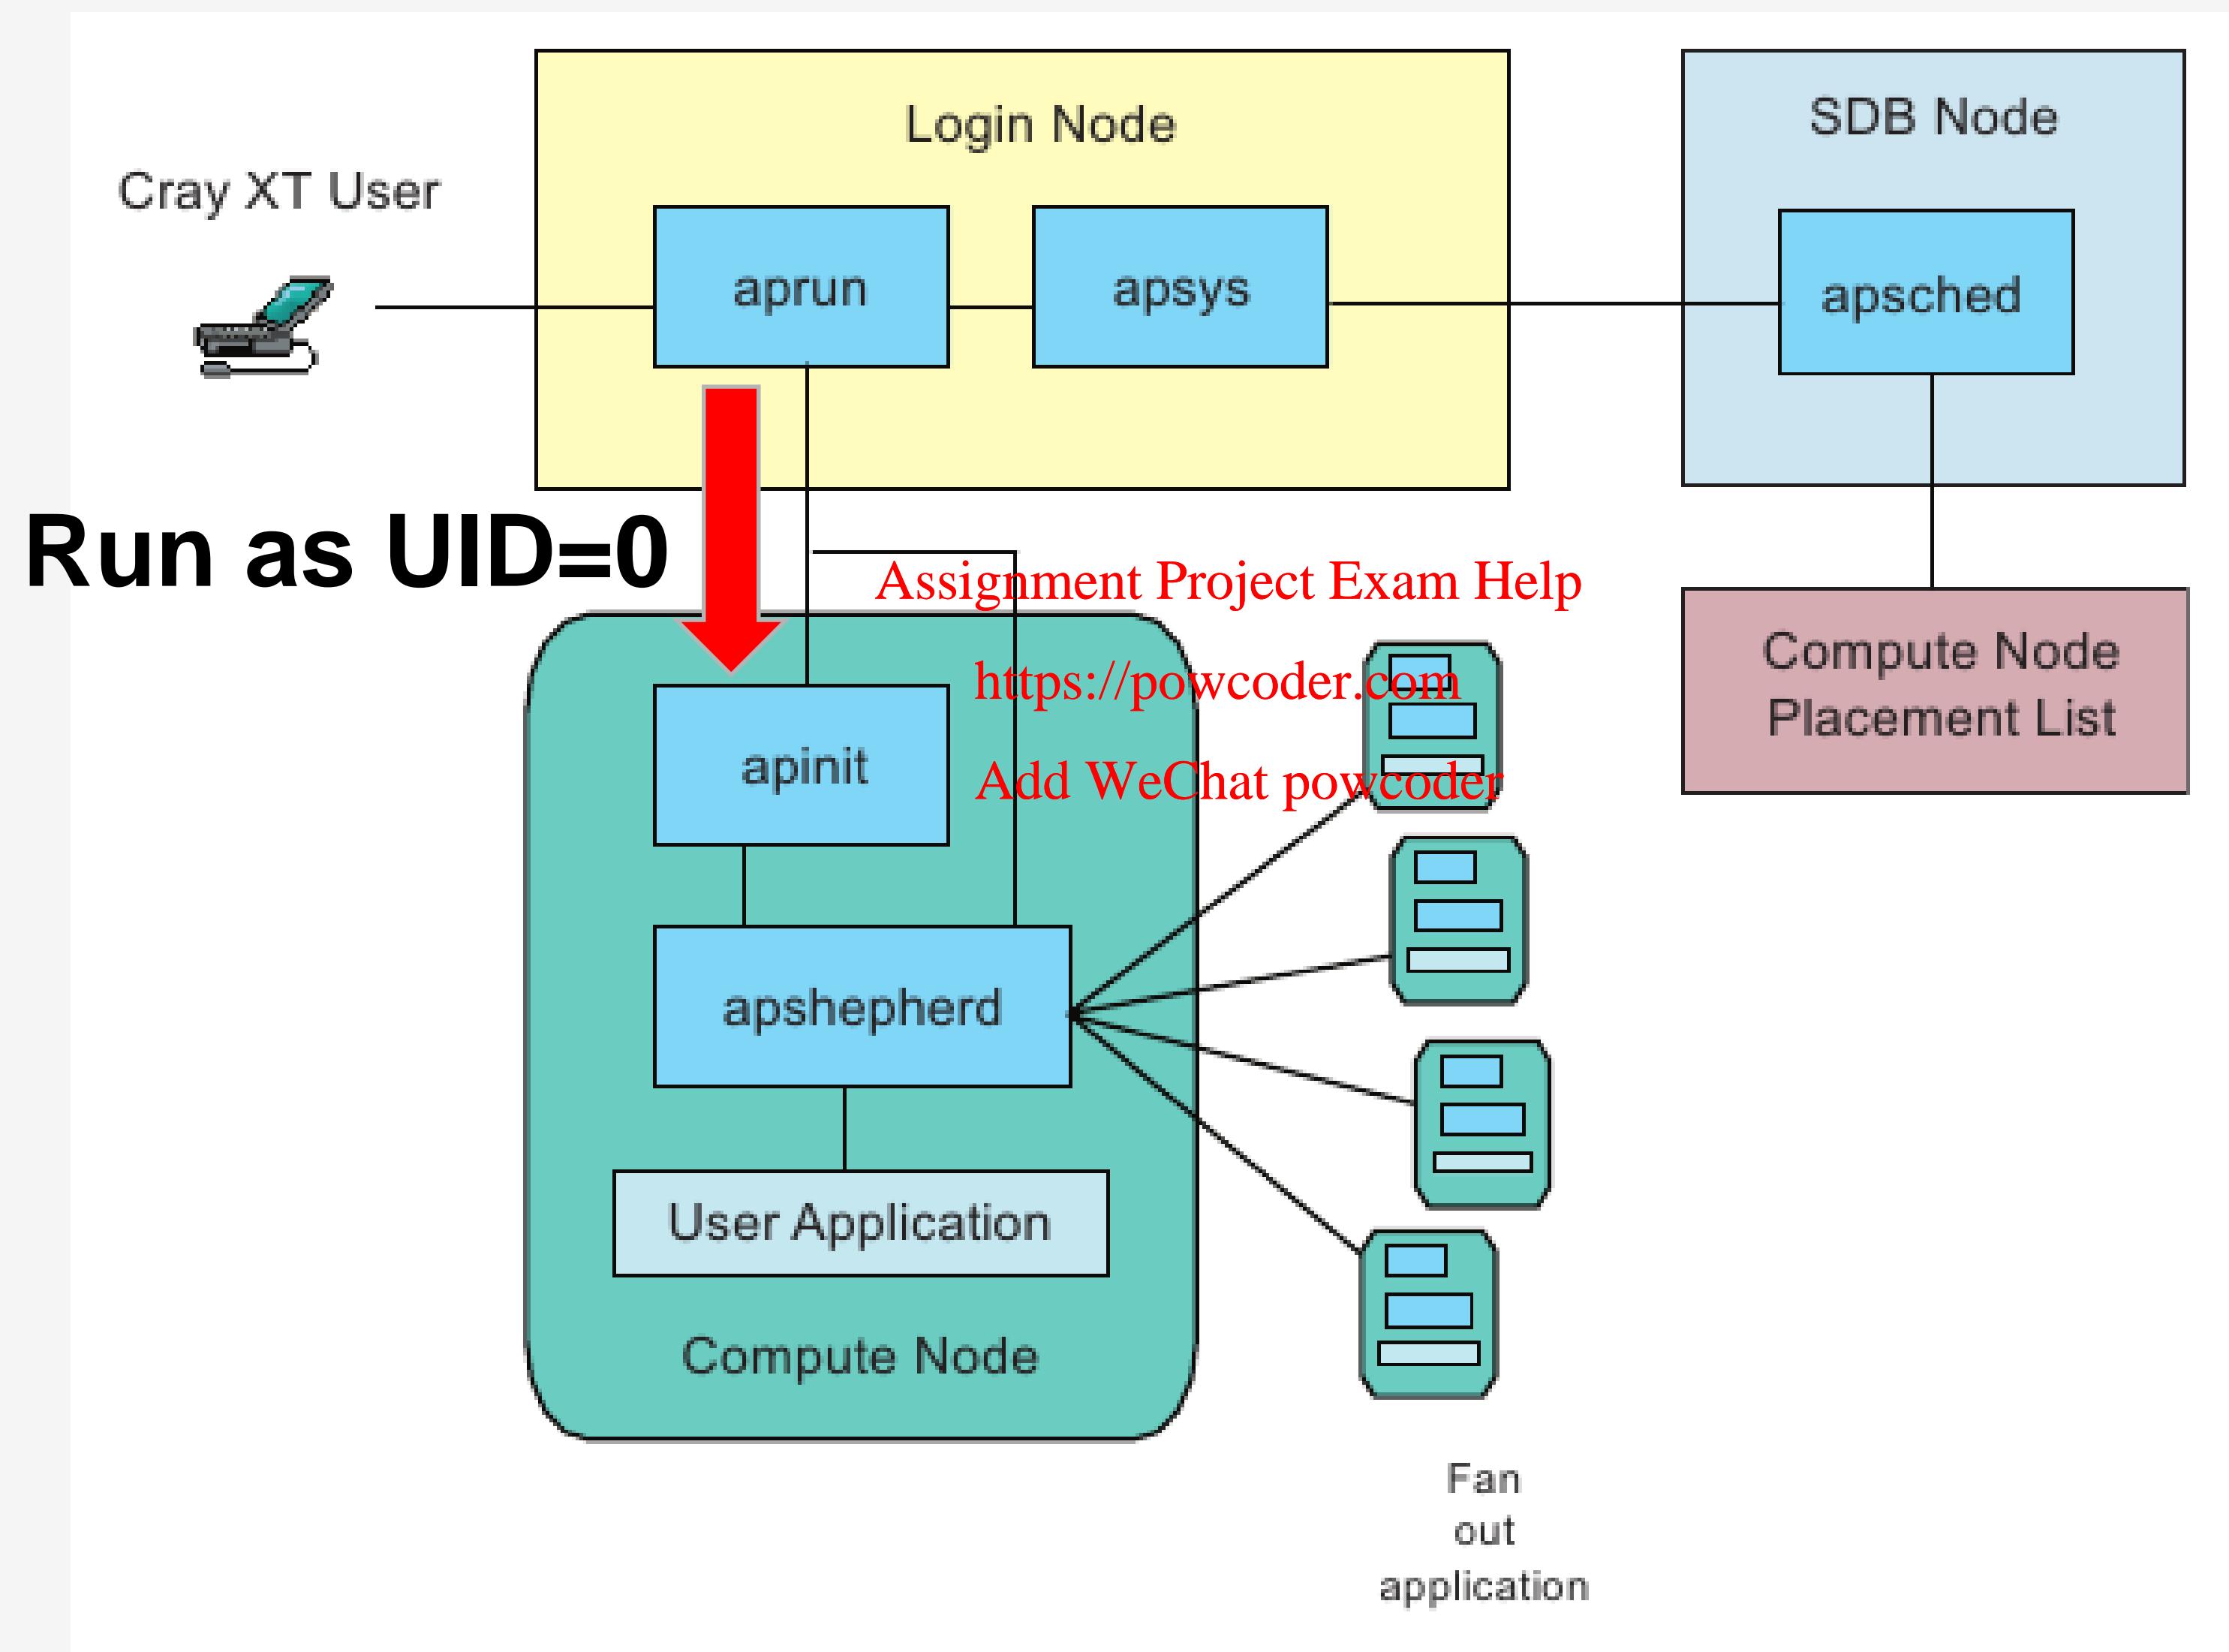 Login Node
SDB Node
Cray XT User
aprun
apsys
apsched
Run as UID=0
Assignment Project Exam Help
https://powcoder.com
Add WeChat powcoder
Compute Node
Placement List
apinit
apshepherd
User Application
Compute Node
Fan
out
application